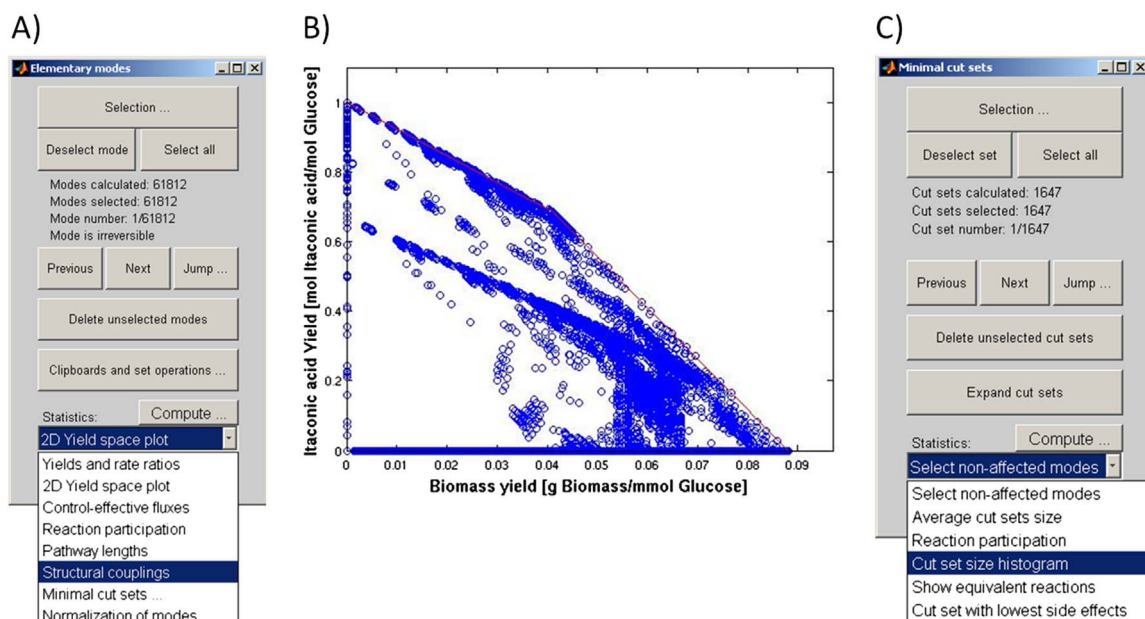 A)
Elementary modes
Selection ...
Deselect mode
Select all
Modes calculated: 61812
Modes selected: 61812
Mode number: 1/61812
Mode is irreversible
Previous
Next
Jump ...
Delete unselected modes
Clipboards and set operations ...
Statistics:
Compute ...
2D Yield space plot
Yields and rate ratios
2D Yield space plot
Control-effective fluxes
Reaction participation
Pathway lengths
Structural couplings
Minimal cut sets ...
Normalization of modes
B)
Itaconic acid Yield [mol Itaconic acid/mol Glucose]
1
0.8
0.6
0.4
0.2
0
0 0.01 0.02 0.03 0.04 0.05 0.06 0.07 0.08 0.09
Biomass yield [g Biomass/mmol Glucose]
C)
Minimal cut sets
Selection ...
Deselect set
Select all
Cut sets calculated: 1647
Cut sets selected: 1647
Cut set number: 1/1647
Previous
Next
Jump ...
Delete unselected cut sets
Expand cut sets
Statistics:
Compute ...
Select non-affected modes
Select non-affected modes
Average cut sets size
Reaction participation
Cut set size histogram
Show equivalent reactions
Cut set with lowest side effects